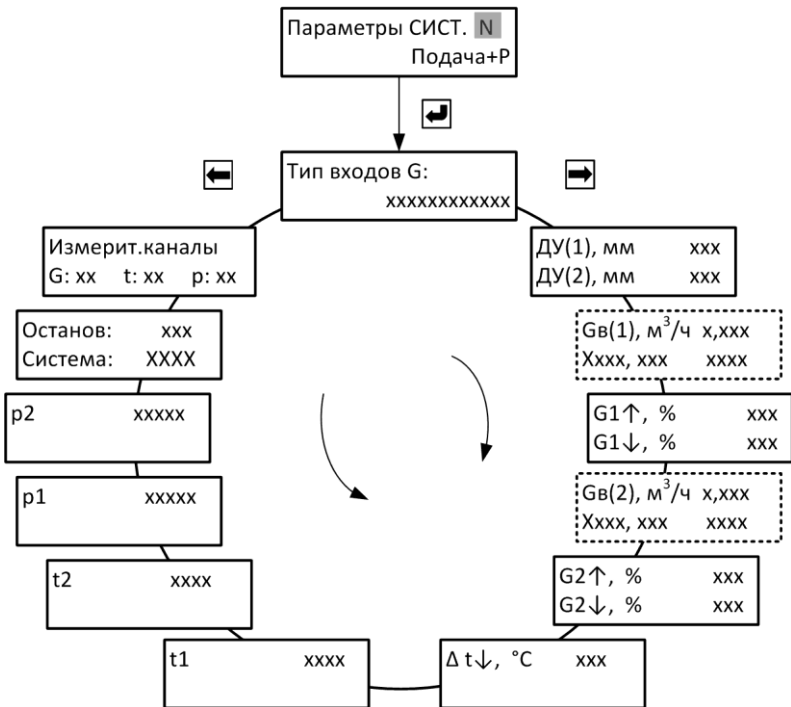 Параметры СИСТ. N
Подача+Р
Тип входов G:
xxxxxxxxxxxx
Измерит.каналы
G: xx t: xx p: xx
ДУ(1), мм xxx
ДУ(2), мм xxx
Останов: xxx
Система: XXXX
Gв(1), м³/ч x,xxx
Xxxx, xxx xxxx
p2 xxxxx
G1↑, % xxx
G1↓, % xxx
p1 xxxxx
Gв(2), м³/ч x,xxx
Xxxx, xxx xxxx
t2 xxxx
G2↑, % xxx
G2↓, % xxx
t1 xxxx
Δ t↓, °C xxx